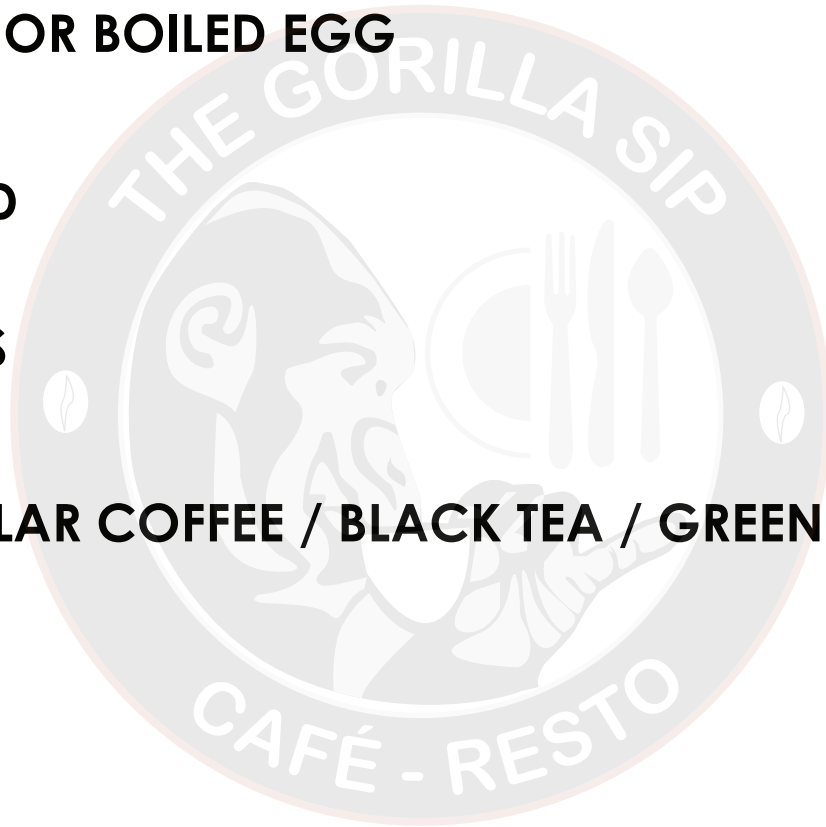 OR BOILED EGG
THE GORILLA SIP
S
LAR COFFEE / BLACK TEA / GREEN
CAFÉ - RESTO